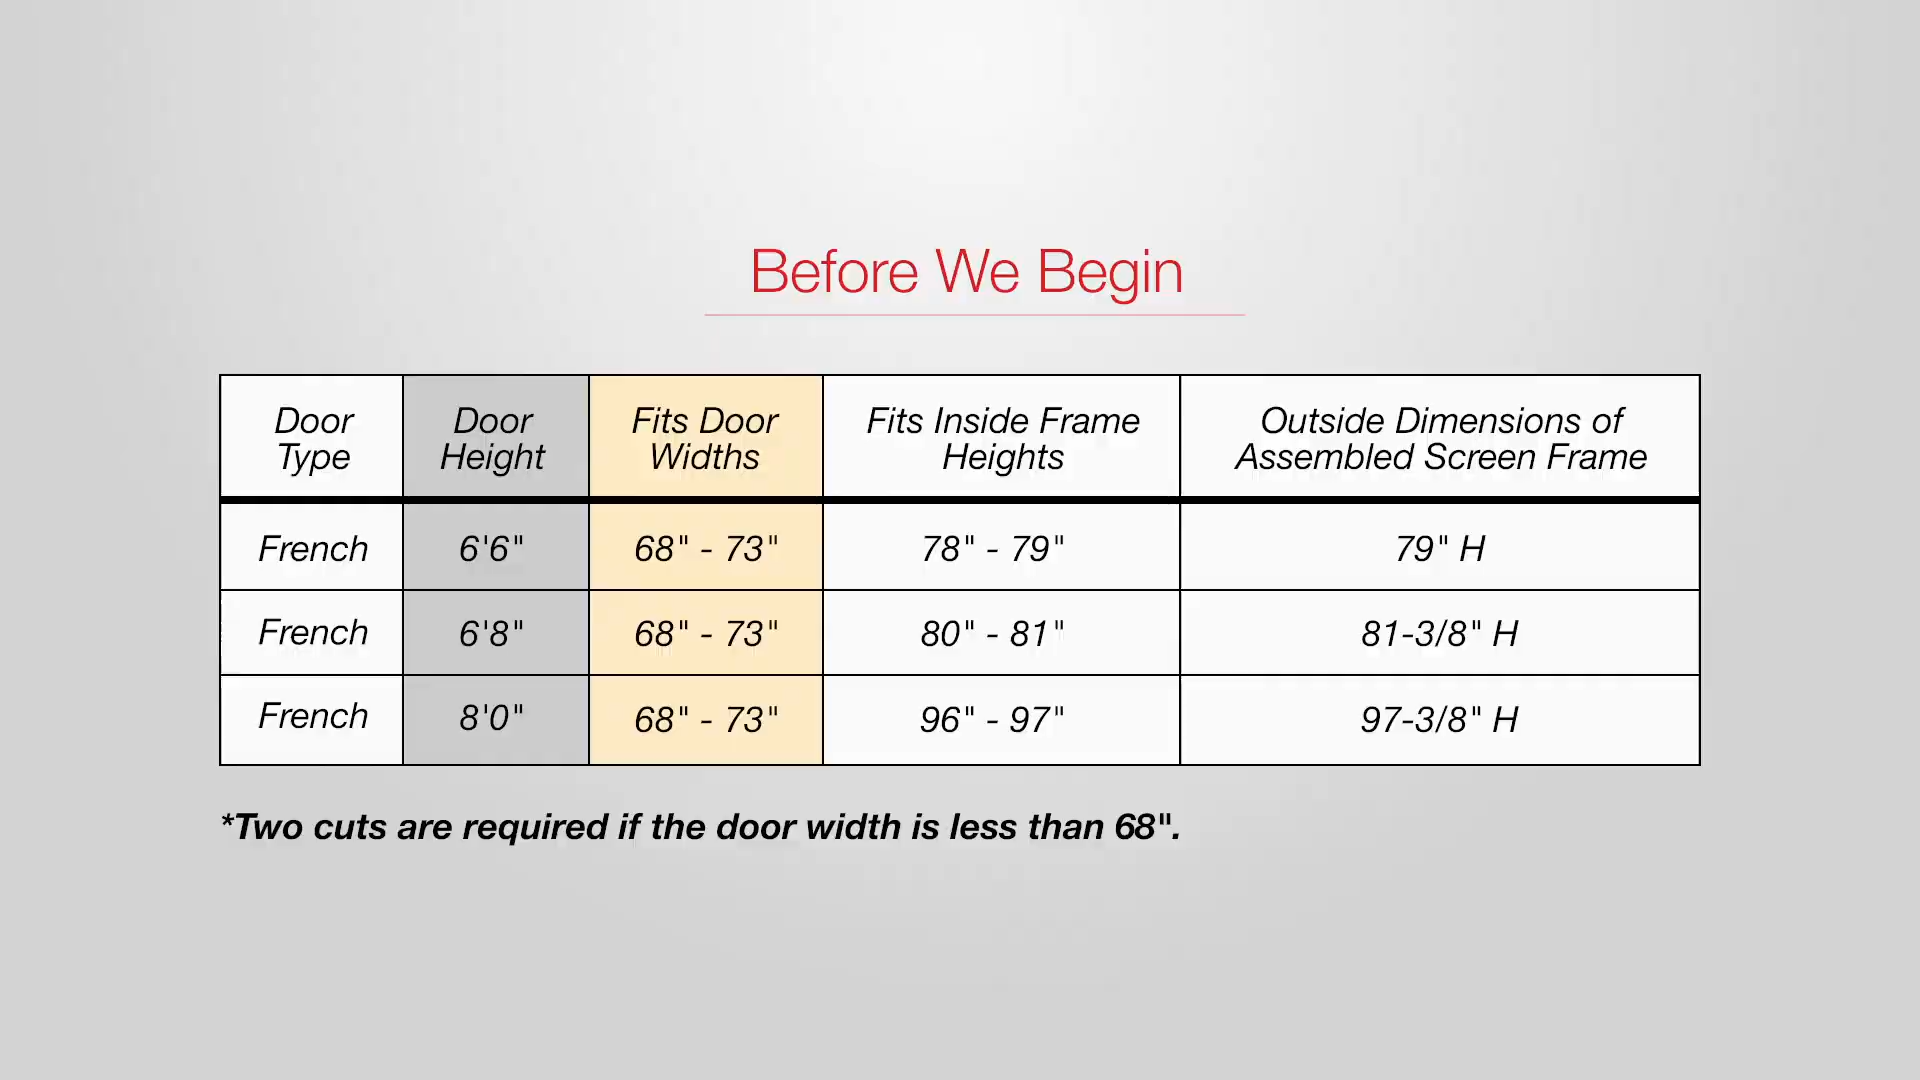 Before We Begin
Door Type | Door Height | Fits Door Widths | Fits Inside Frame Heights | Outside Dimensions of Assembled Screen Frame
French | 6'6" | 68" - 73" | 78" - 79" | 79" H
French | 6'8" | 68" - 73" | 80" - 81" | 81-3/8" H
French | 8'0" | 68" - 73" | 96" - 97" | 97-3/8" H
*Two cuts are required if the door width is less than 68".